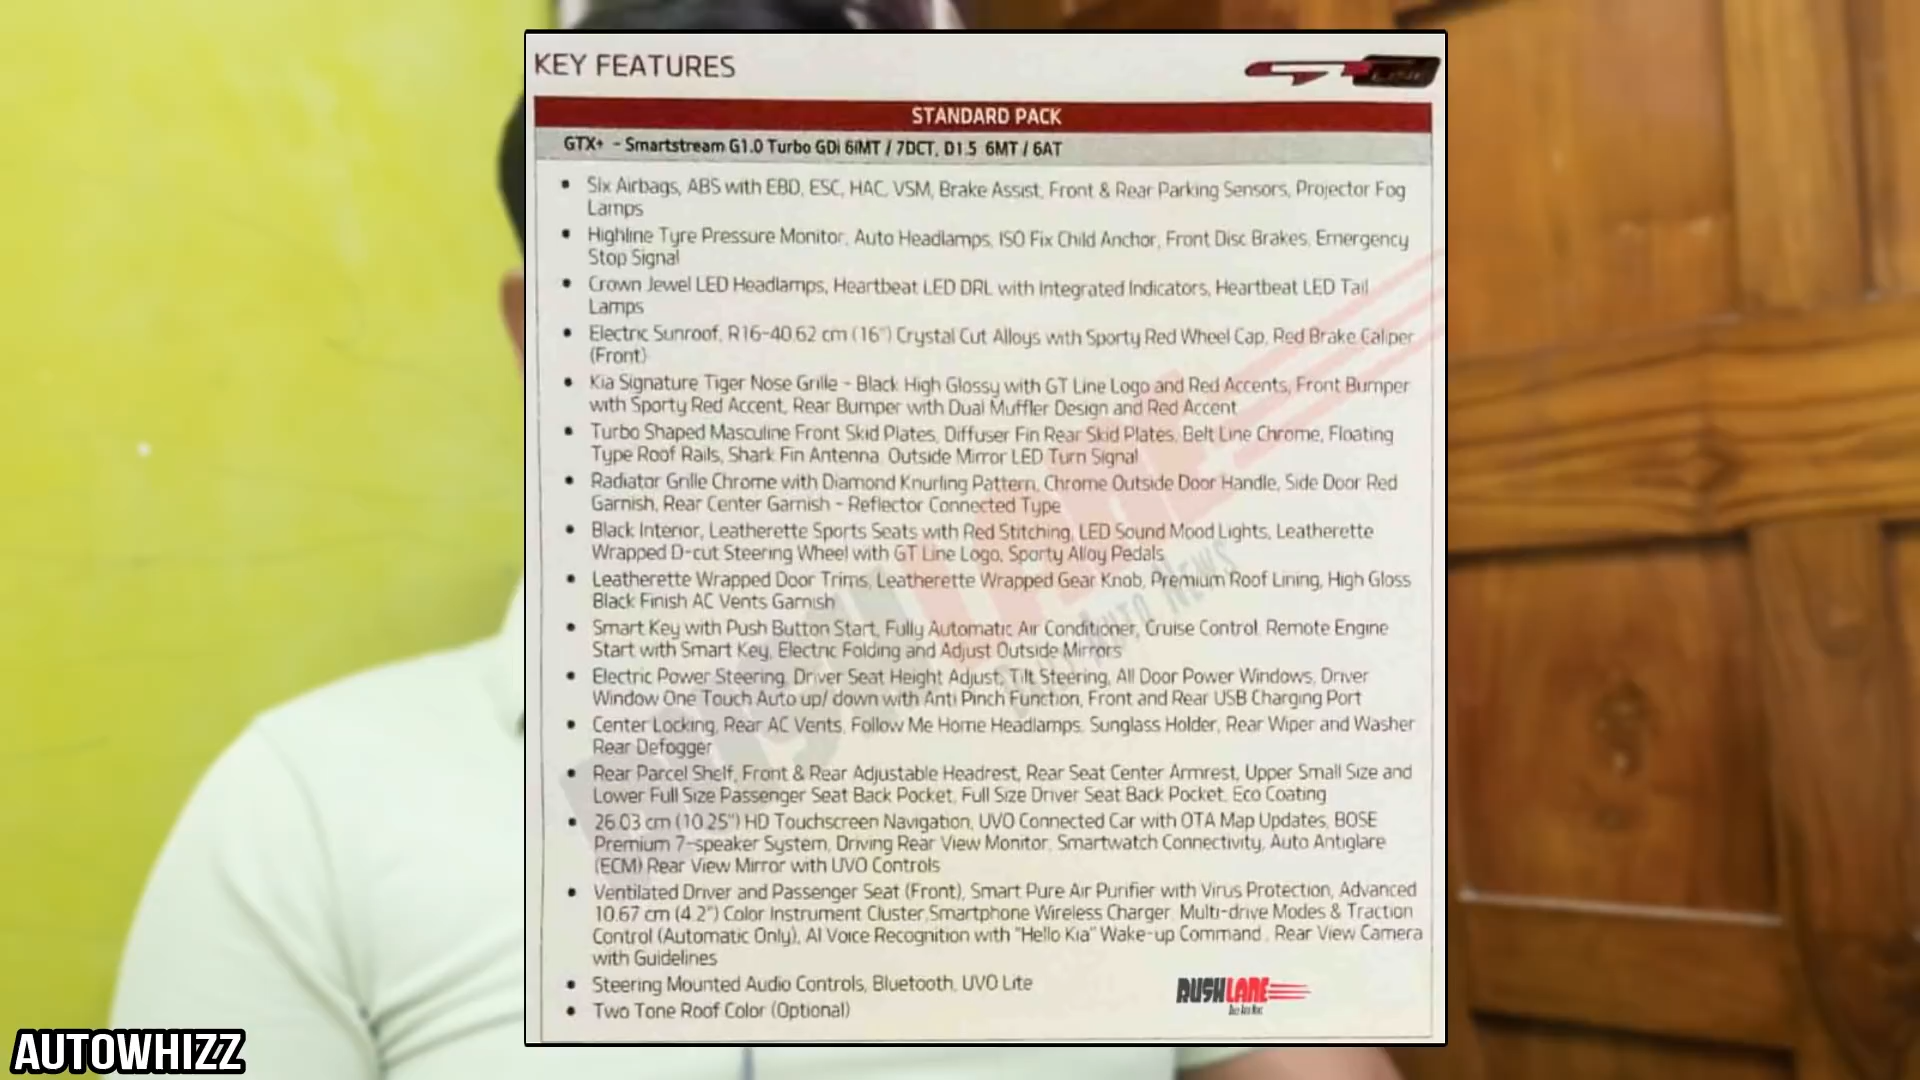 KEY FEATURES
GT LINE
STANDARD PACK
GTX+ - Smartstream G1.0 Turbo GDi 6iMT / 7DCT, D1.5 6MT / 6AT
• Six Airbags, ABS with EBD, ESC, HAC, VSM, Brake Assist, Front & Rear Parking Sensors, Projector Fog
Lamps
• Highline Tyre Pressure Monitor, Auto Headlamps, ISO Fix Child Anchor, Front Disc Brakes, Emergency
Stop Signal
• Crown Jewel LED Headlamps, Heartbeat LED DRL with Integrated Indicators, Heartbeat LED Tail
Lamps
• Electric Sunroof, R16-40.62 cm (16") Crystal Cut Alloys with Sporty Red Wheel Cap, Red Brake Caliper
(Front)
• Kia Signature Tiger Nose Grille - Black High Glossy with GT Line Logo and Red Accents, Front Bumper
with Sporty Red Accent, Rear Bumper with Dual Muffler Design and Red Accent
• Turbo Shaped Masculine Front Skid Plates, Diffuser Fin Rear Skid Plates, Belt Line Chrome, Floating
Type Roof Rails, Shark Fin Antenna, Outside Mirror LED Turn Signal
• Radiator Grille Chrome with Diamond Knurling Pattern, Chrome Outside Door Handle, Side Door Red
Garnish, Rear Center Garnish - Reflector Connected Type
• Black Interior, Leatherette Sports Seats with Red Stitching, LED Sound Mood Lights, Leatherette
Wrapped D-cut Steering Wheel with GT Line Logo, Sporty Alloy Pedals
• Leatherette Wrapped Door Trims, Leatherette Wrapped Gear Knob, Premium Roof Lining, High Gloss
Black Finish AC Vents Garnish
• Smart Key with Push Button Start, Fully Automatic Air Conditioner, Cruise Control, Remote Engine
Start with Smart Key, Electric Folding and Adjust Outside Mirrors
• Electric Power Steering, Driver Seat Height Adjust, Tilt Steering, All Door Power Windows, Driver
Window One Touch Auto up/ down with Anti Pinch Function, Front and Rear USB Charging Port
• Center Locking, Rear AC Vents, Follow Me Home Headlamps, Sunglass Holder, Rear Wiper and Washer
Rear Defogger
• Rear Parcel Shelf, Front & Rear Adjustable Headrest, Rear Seat Center Armrest, Upper Small Size and
Lower Full Size Passenger Seat Back Pocket, Full Size Driver Seat Back Pocket, Eco Coating
• 26.03 cm (10.25") HD Touchscreen Navigation, UVO Connected Car with OTA Map Updates, BOSE
Premium 7-speaker System, Driving Rear View Monitor, Smartwatch Connectivity, Auto Antiglare
(ECM) Rear View Mirror with UVO Controls
• Ventilated Driver and Passenger Seat (Front), Smart Pure Air Purifier with Virus Protection, Advanced
10.67 cm (4.2") Color Instrument Cluster,Smartphone Wireless Charger, Multi-drive Modes & Traction
Control (Automatic Only), AI Voice Recognition with "Hello Kia" Wake-up Command , Rear View Camera
with Guidelines
• Steering Mounted Audio Controls, Bluetooth, UVO Lite
• Two Tone Roof Color (Optional)
RUSHLANE
AUTOWHIZZ